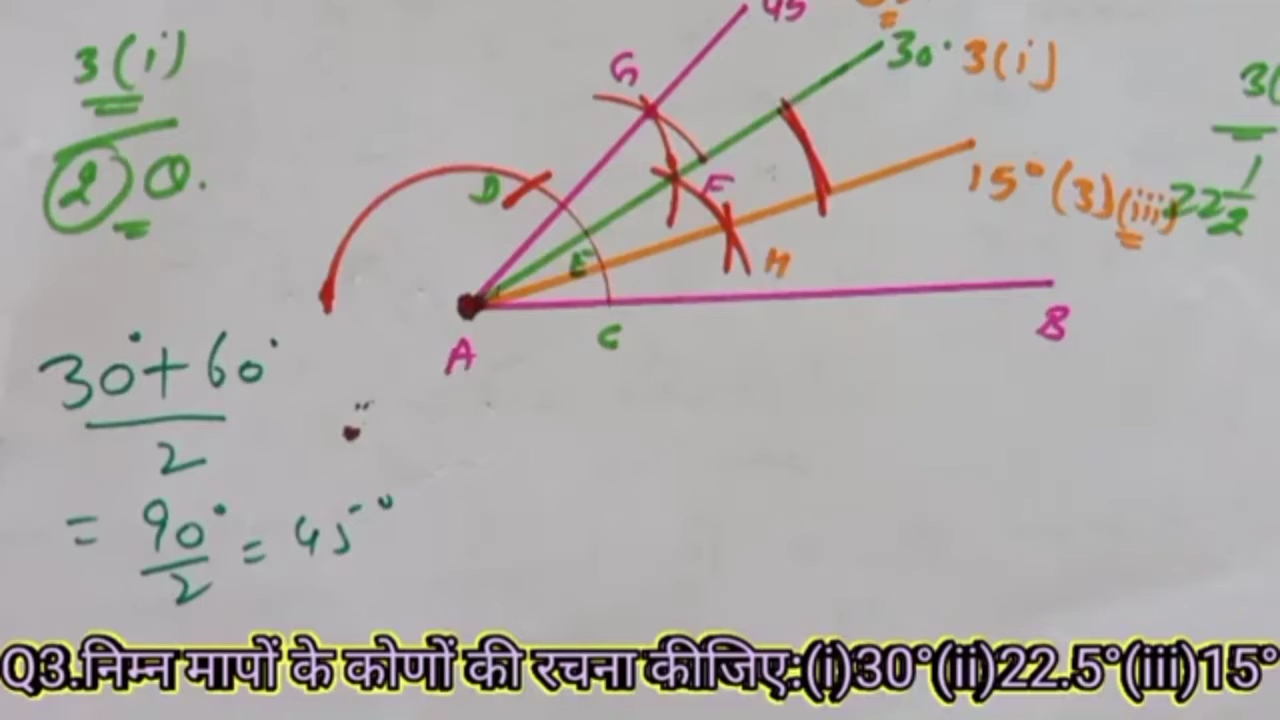 45
3(i)
2 Q.
G
30° 3(i)
15° (3)(iii)
22 1/2
3(
D
F
E
H
A
C
B
30° + 60°
2
= 90° = 45°
2
Q3.निम्न मापों के कोणों की रचना कीजिए:(i)30°(ii)22.5°(iii)15°